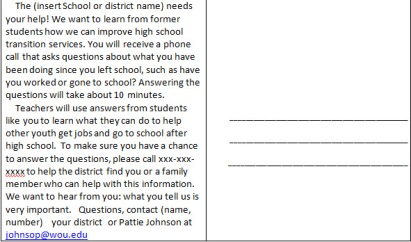 The (insert School or district name) needs
your help! We want to learn from former
students how we can improve high school
transition services. You will receive a phone
call that asks questions about what you have
been doing since you left school, such as have
you worked or gone to school? Answering the
questions will take about 10 minutes.
Teachers will use answers from students
like you to learn what they can do to help
other youth get jobs and go to school after
high school. To make sure you have a chance
to answer the questions, please call xxx-xxx-
xxxx to help the district find you or a family
member who can help with this information.
We want to hear from you: what you tell us is
very important. Questions, contact (name,
number) your district or Pattie Johnson at
johnsop@wou.edu